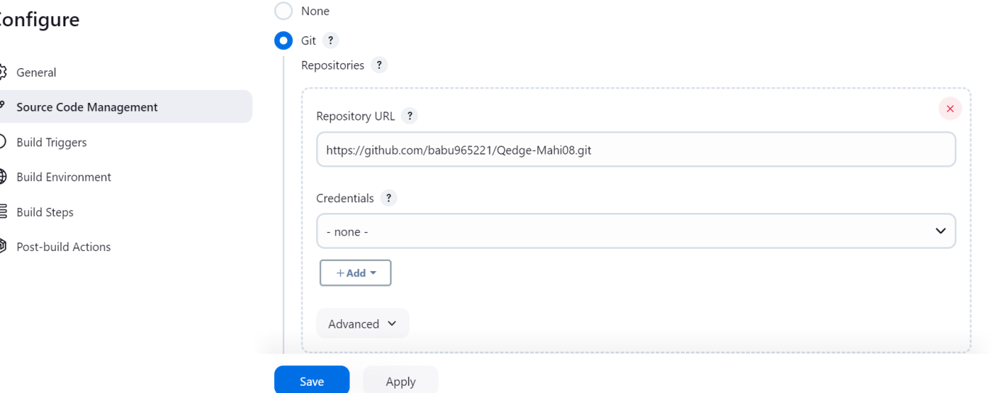 onfigure
General
Source Code Management
Build Triggers
Build Environment
Build Steps
Post-build Actions
None
Git ?
Repositories ?
Repository URL ?
https://github.com/babu965221/Qedge-Mahi08.git
Credentials ?
- none -
+ Add
Advanced
Save
Apply